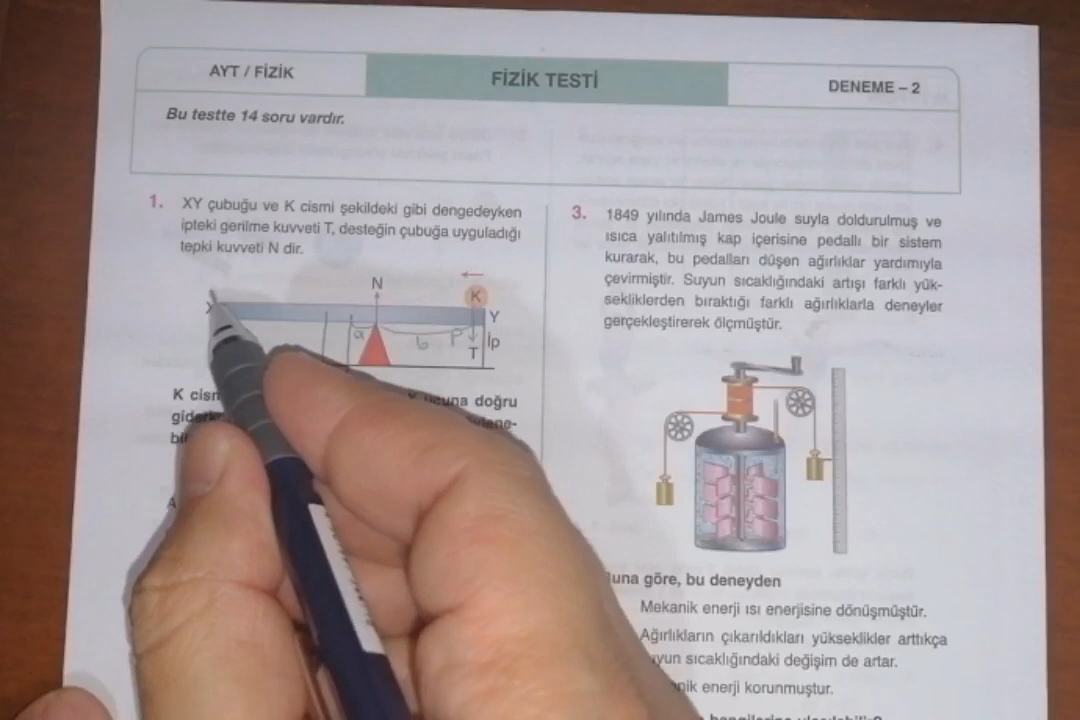 AYT / FİZİK
FİZİK TESTİ
DENEME – 2
Bu testte 14 soru vardır.
1. XY çubuğu ve K cismi şekildeki gibi dengedeyken
ipteki gerilme kuvveti T, desteğin çubuğa uyguladığı
tepki kuvveti N dir.
N
K
X
Y
a
b
P
T
İp
K
doğru
3. 1849 yılında James Joule suyla doldurulmuş ve
ısıca yalıtılmış kap içerisine pedallı bir sistem
kurarak, bu pedalları düşen ağırlıklar yardımıyla
çevirmiştir. Suyun sıcaklığındaki artışı farklı yük-
sekliklerden bıraktığı farklı ağırlıklarla deneyler
gerçekleştirerek ölçmüştür.
göre, bu deneyden
Mekanik enerji ısı enerjisine dönüşmüştür.
Ağırlıkların çıkarıldıkları yükseklikler arttıkça
sıcaklığındaki değişim de artar.
enerji korunmuştur.